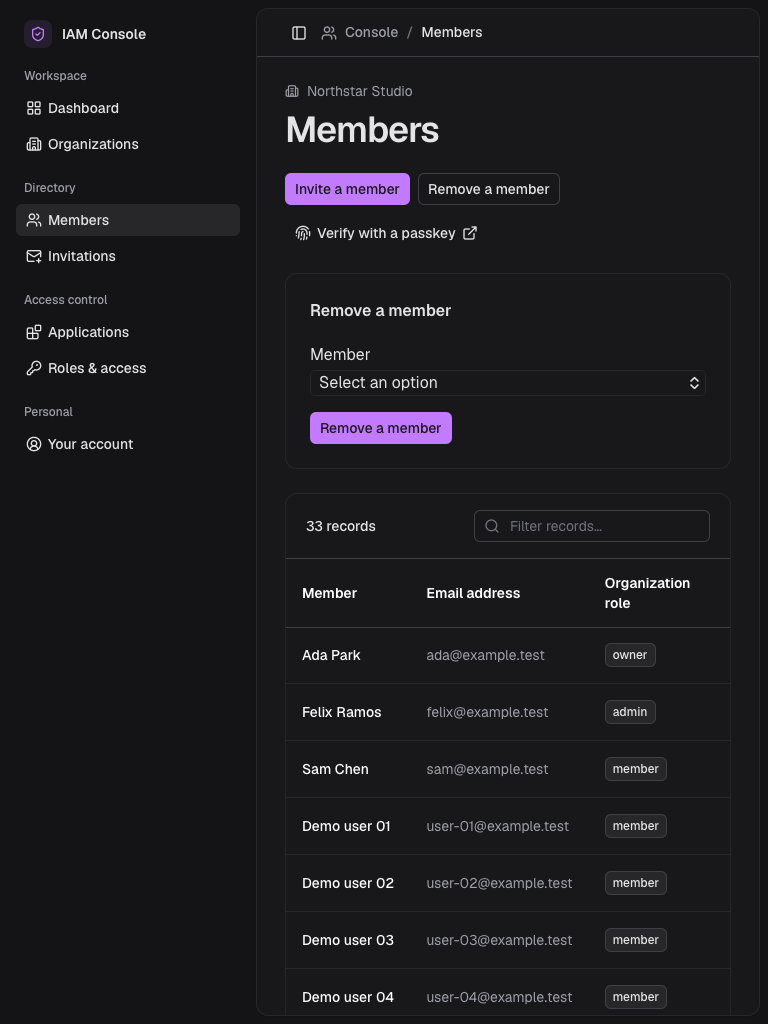 IAM Console
Workspace
Dashboard
Organizations
Directory
Members
Invitations
Access control
Applications
Roles & access
Personal
Your account
Console / Members
Northstar Studio
Members
Invite a member
Remove a member
Verify with a passkey
Remove a member
Member
Select an option
Remove a member
33 records
Filter records...
Member Email address Organization role
Ada Park ada@example.test owner
Felix Ramos felix@example.test admin
Sam Chen sam@example.test member
Demo user 01 user-01@example.test member
Demo user 02 user-02@example.test member
Demo user 03 user-03@example.test member
Demo user 04 user-04@example.test member